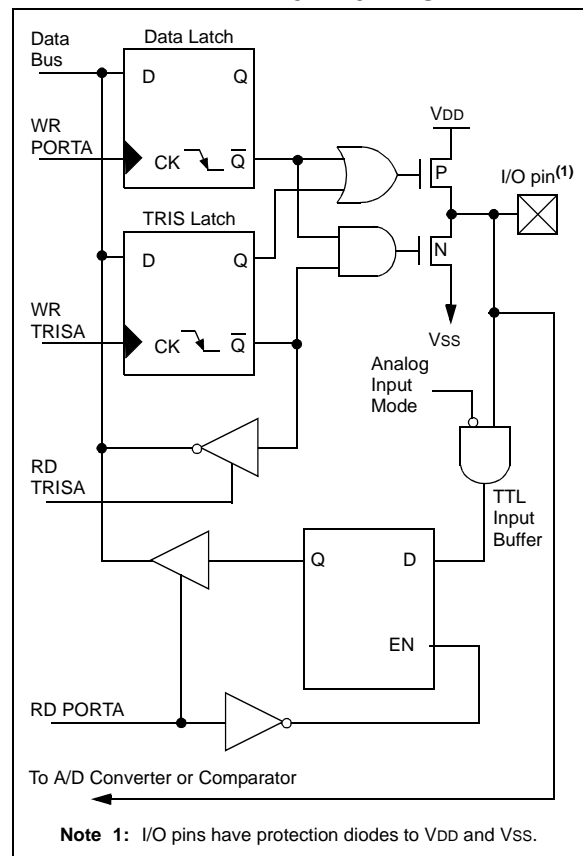 Data Latch
Data
Bus
D
Q
VDD
WR
PORTA
CK
Q
P
I/O pin(1)
TRIS Latch
D
Q
N
WR
TRISA
CK
Q
VSS
Analog
Input
Mode
RD
TRISA
TTL
Input
Buffer
Q
D
EN
RD PORTA
To A/D Converter or Comparator
Note 1: I/O pins have protection diodes to VDD and VSS.